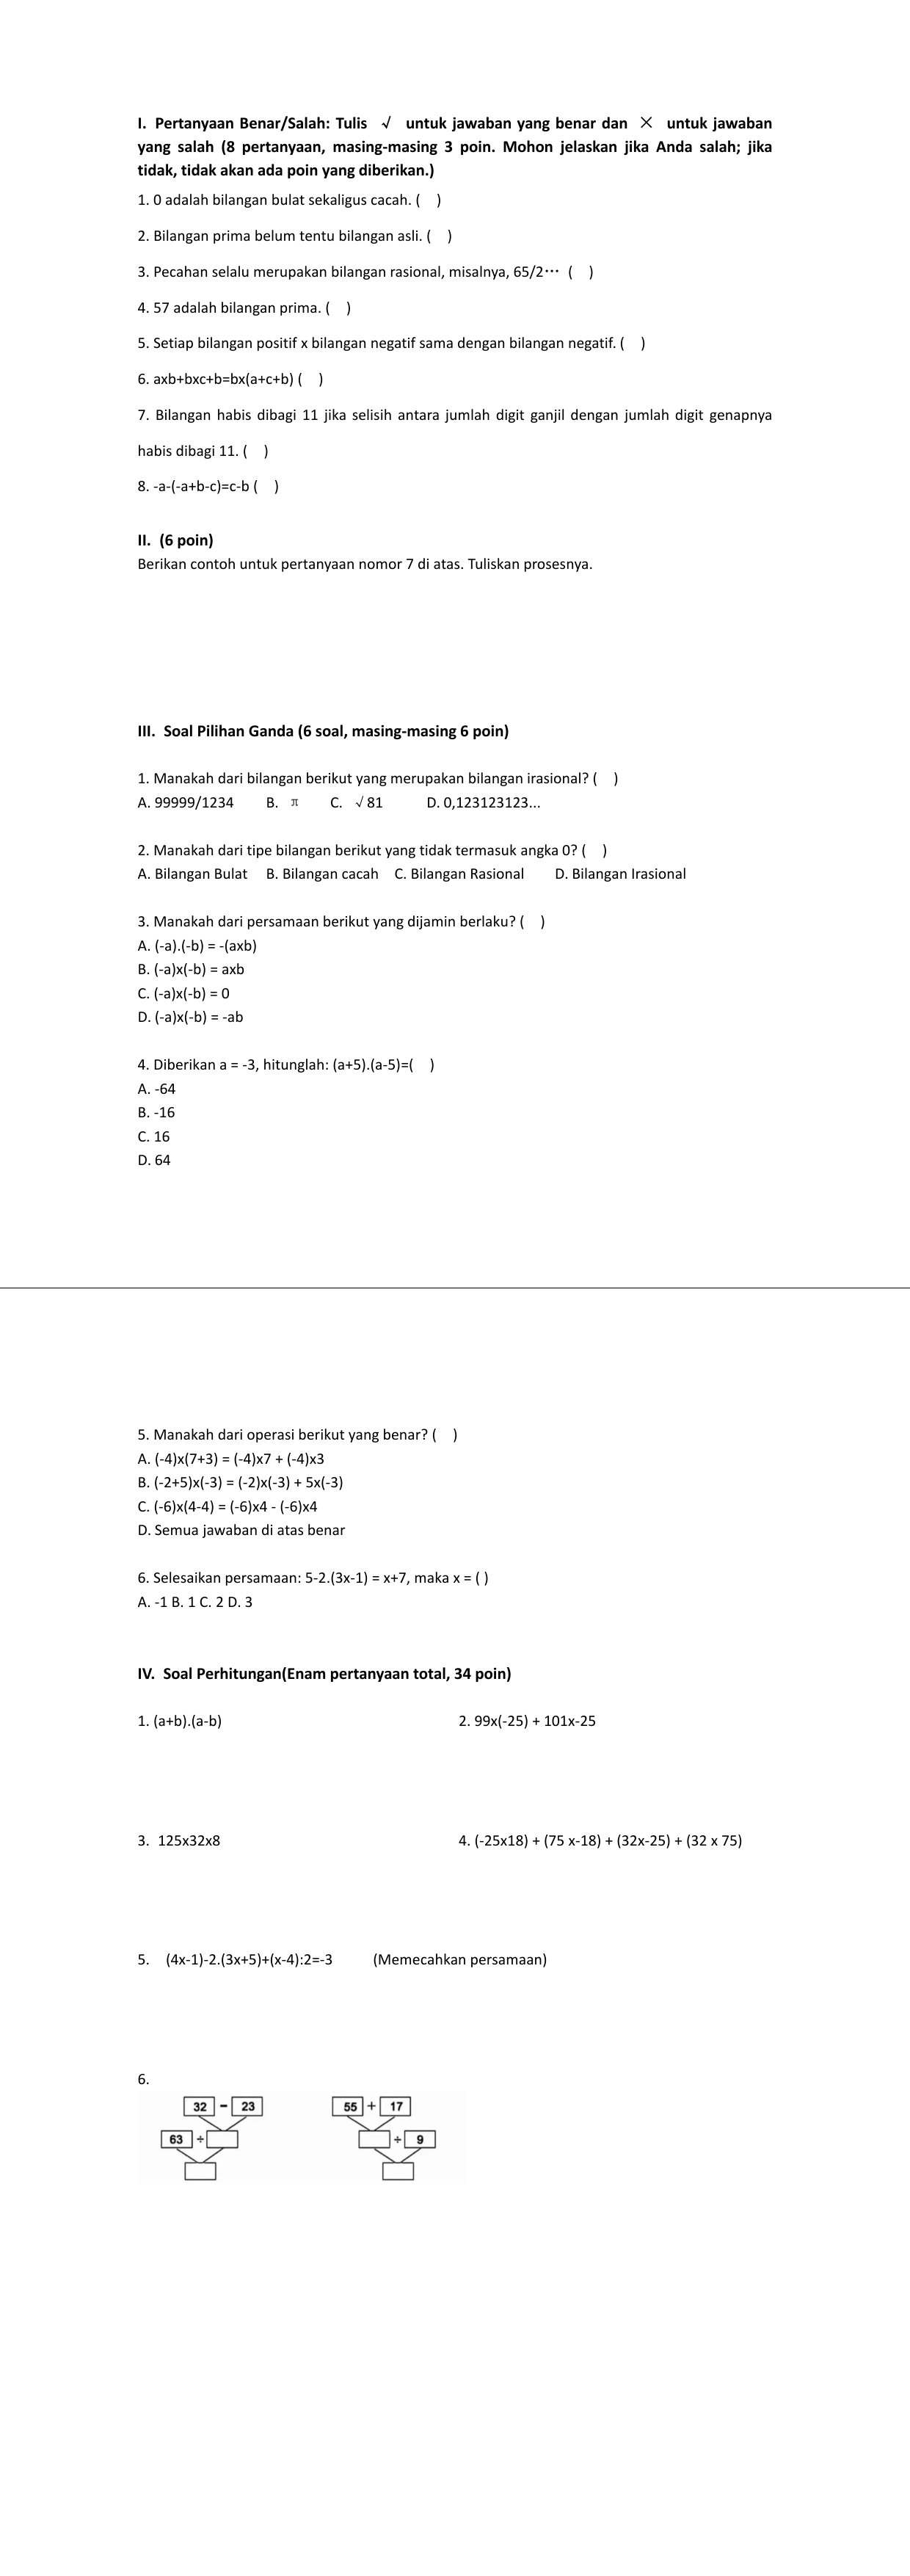 I. Pertanyaan Benar/Salah: Tulis √ untuk jawaban yang benar dan × untuk jawaban
yang salah (8 pertanyaan, masing-masing 3 poin. Mohon jelaskan jika Anda salah; jika
tidak, tidak akan ada poin yang diberikan.)
1. 0 adalah bilangan bulat sekaligus cacah. ( )
2. Bilangan prima belum tentu bilangan asli. ( )
3. Pecahan selalu merupakan bilangan rasional, misalnya, 65/2… ( )
4. 57 adalah bilangan prima. ( )
5. Setiap bilangan positif x bilangan negatif sama dengan bilangan negatif. ( )
6. axb+bxc+b=bx(a+c+b) ( )
7. Bilangan habis dibagi 11 jika selisih antara jumlah digit ganjil dengan jumlah digit genapnya
habis dibagi 11. ( )
8. -a-(-a+b-c)=c-b ( )
II. (6 poin)
Berikan contoh untuk pertanyaan nomor 7 di atas. Tuliskan prosesnya.
III. Soal Pilihan Ganda (6 soal, masing-masing 6 poin)
1. Manakah dari bilangan berikut yang merupakan bilangan irasional? ( )
A. 99999/1234 B. π C. √81 D. 0,123123123...
2. Manakah dari tipe bilangan berikut yang tidak termasuk angka 0? ( )
A. Bilangan Bulat B. Bilangan cacah C. Bilangan Rasional D. Bilangan Irasional
3. Manakah dari persamaan berikut yang dijamin berlaku? ( )
A. (-a).(-b) = -(axb)
B. (-a)x(-b) = axb
C. (-a)x(-b) = 0
D. (-a)x(-b) = -ab
4. Diberikan a = -3, hitunglah: (a+5).(a-5)=( )
A. -64
B. -16
C. 16
D. 64
5. Manakah dari operasi berikut yang benar? ( )
A. (-4)x(7+3) = (-4)x7 + (-4)x3
B. (-2+5)x(-3) = (-2)x(-3) + 5x(-3)
C. (-6)x(4-4) = (-6)x4 - (-6)x4
D. Semua jawaban di atas benar
6. Selesaikan persamaan: 5-2.(3x-1) = x+7, maka x = ( )
A. -1 B. 1 C. 2 D. 3
IV. Soal Perhitungan(Enam pertanyaan total, 34 poin)
1. (a+b).(a-b) 2. 99x(-25) + 101x-25
3. 125x32x8 4. (-25x18) + (75 x-18) + (32x-25) + (32 x 75)
5. (4x-1)-2.(3x+5)+(x-4):2=-3 (Memecahkan persamaan)
6.
32 - 23 55 + 17
63 ÷ ÷ 9